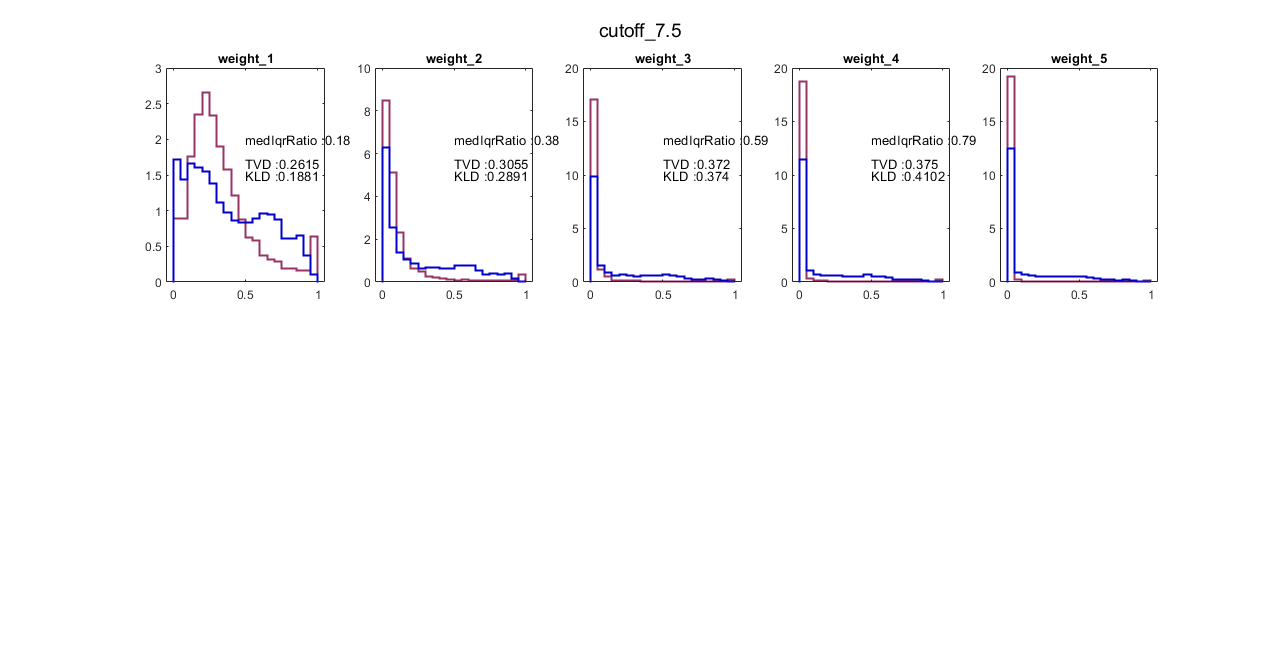 cutoff_7.5
weight_1
weight_2
weight_3
weight_4
weight_5
3
2.5
2
1.5
1
0.5
0
0
0.5
1
medIqrRatio :0.18
TVD :0.2615
KLD :0.1881
10
8
6
4
2
0
0
0.5
1
medIqrRatio :0.38
TVD :0.3055
KLD :0.2891
20
15
10
5
0
0
0.5
1
medIqrRatio :0.59
TVD :0.372
KLD :0.374
20
15
10
5
0
0
0.5
1
medIqrRatio :0.79
TVD :0.375
KLD :0.4102
20
15
10
5
0
0
0.5
1